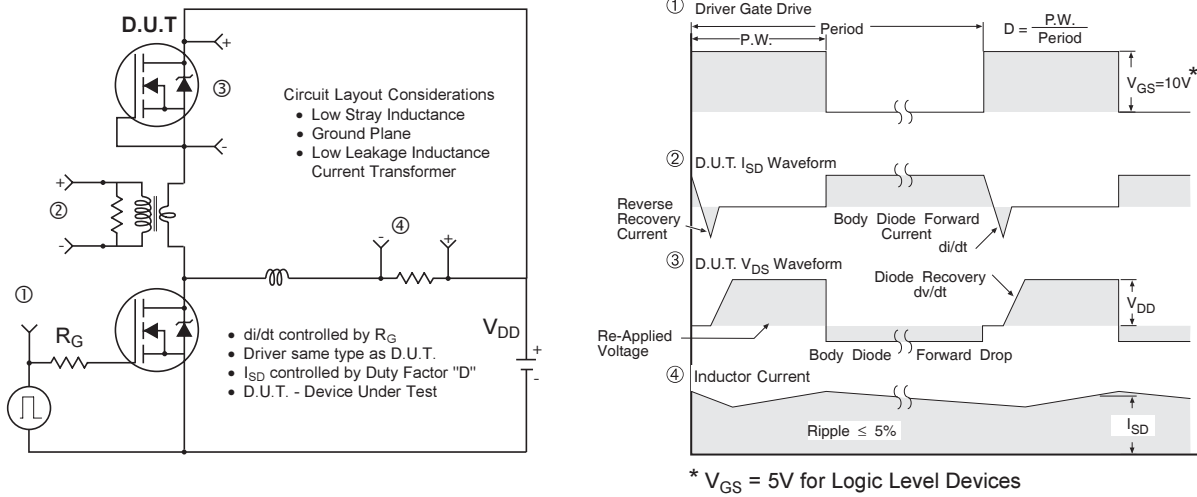 D.U.T
+
③
-
Circuit Layout Considerations
• Low Stray Inductance
• Ground Plane
• Low Leakage Inductance
Current Transformer
+
②
-
④
-
+
①
R_G
V_DD
+
-
• di/dt controlled by R_G
• Driver same type as D.U.T.
• I_SD controlled by Duty Factor "D"
• D.U.T. - Device Under Test
① Driver Gate Drive
P.W.
Period
D = P.W. / Period
V_GS=10V*
② D.U.T. I_SD Waveform
Reverse
Recovery
Current
Body Diode Forward
Current
di/dt
③ D.U.T. V_DS Waveform
Diode Recovery
dv/dt
V_DD
Re-Applied
Voltage
Body Diode Forward Drop
④ Inductor Current
Ripple ≤ 5%
I_SD
* V_GS = 5V for Logic Level Devices